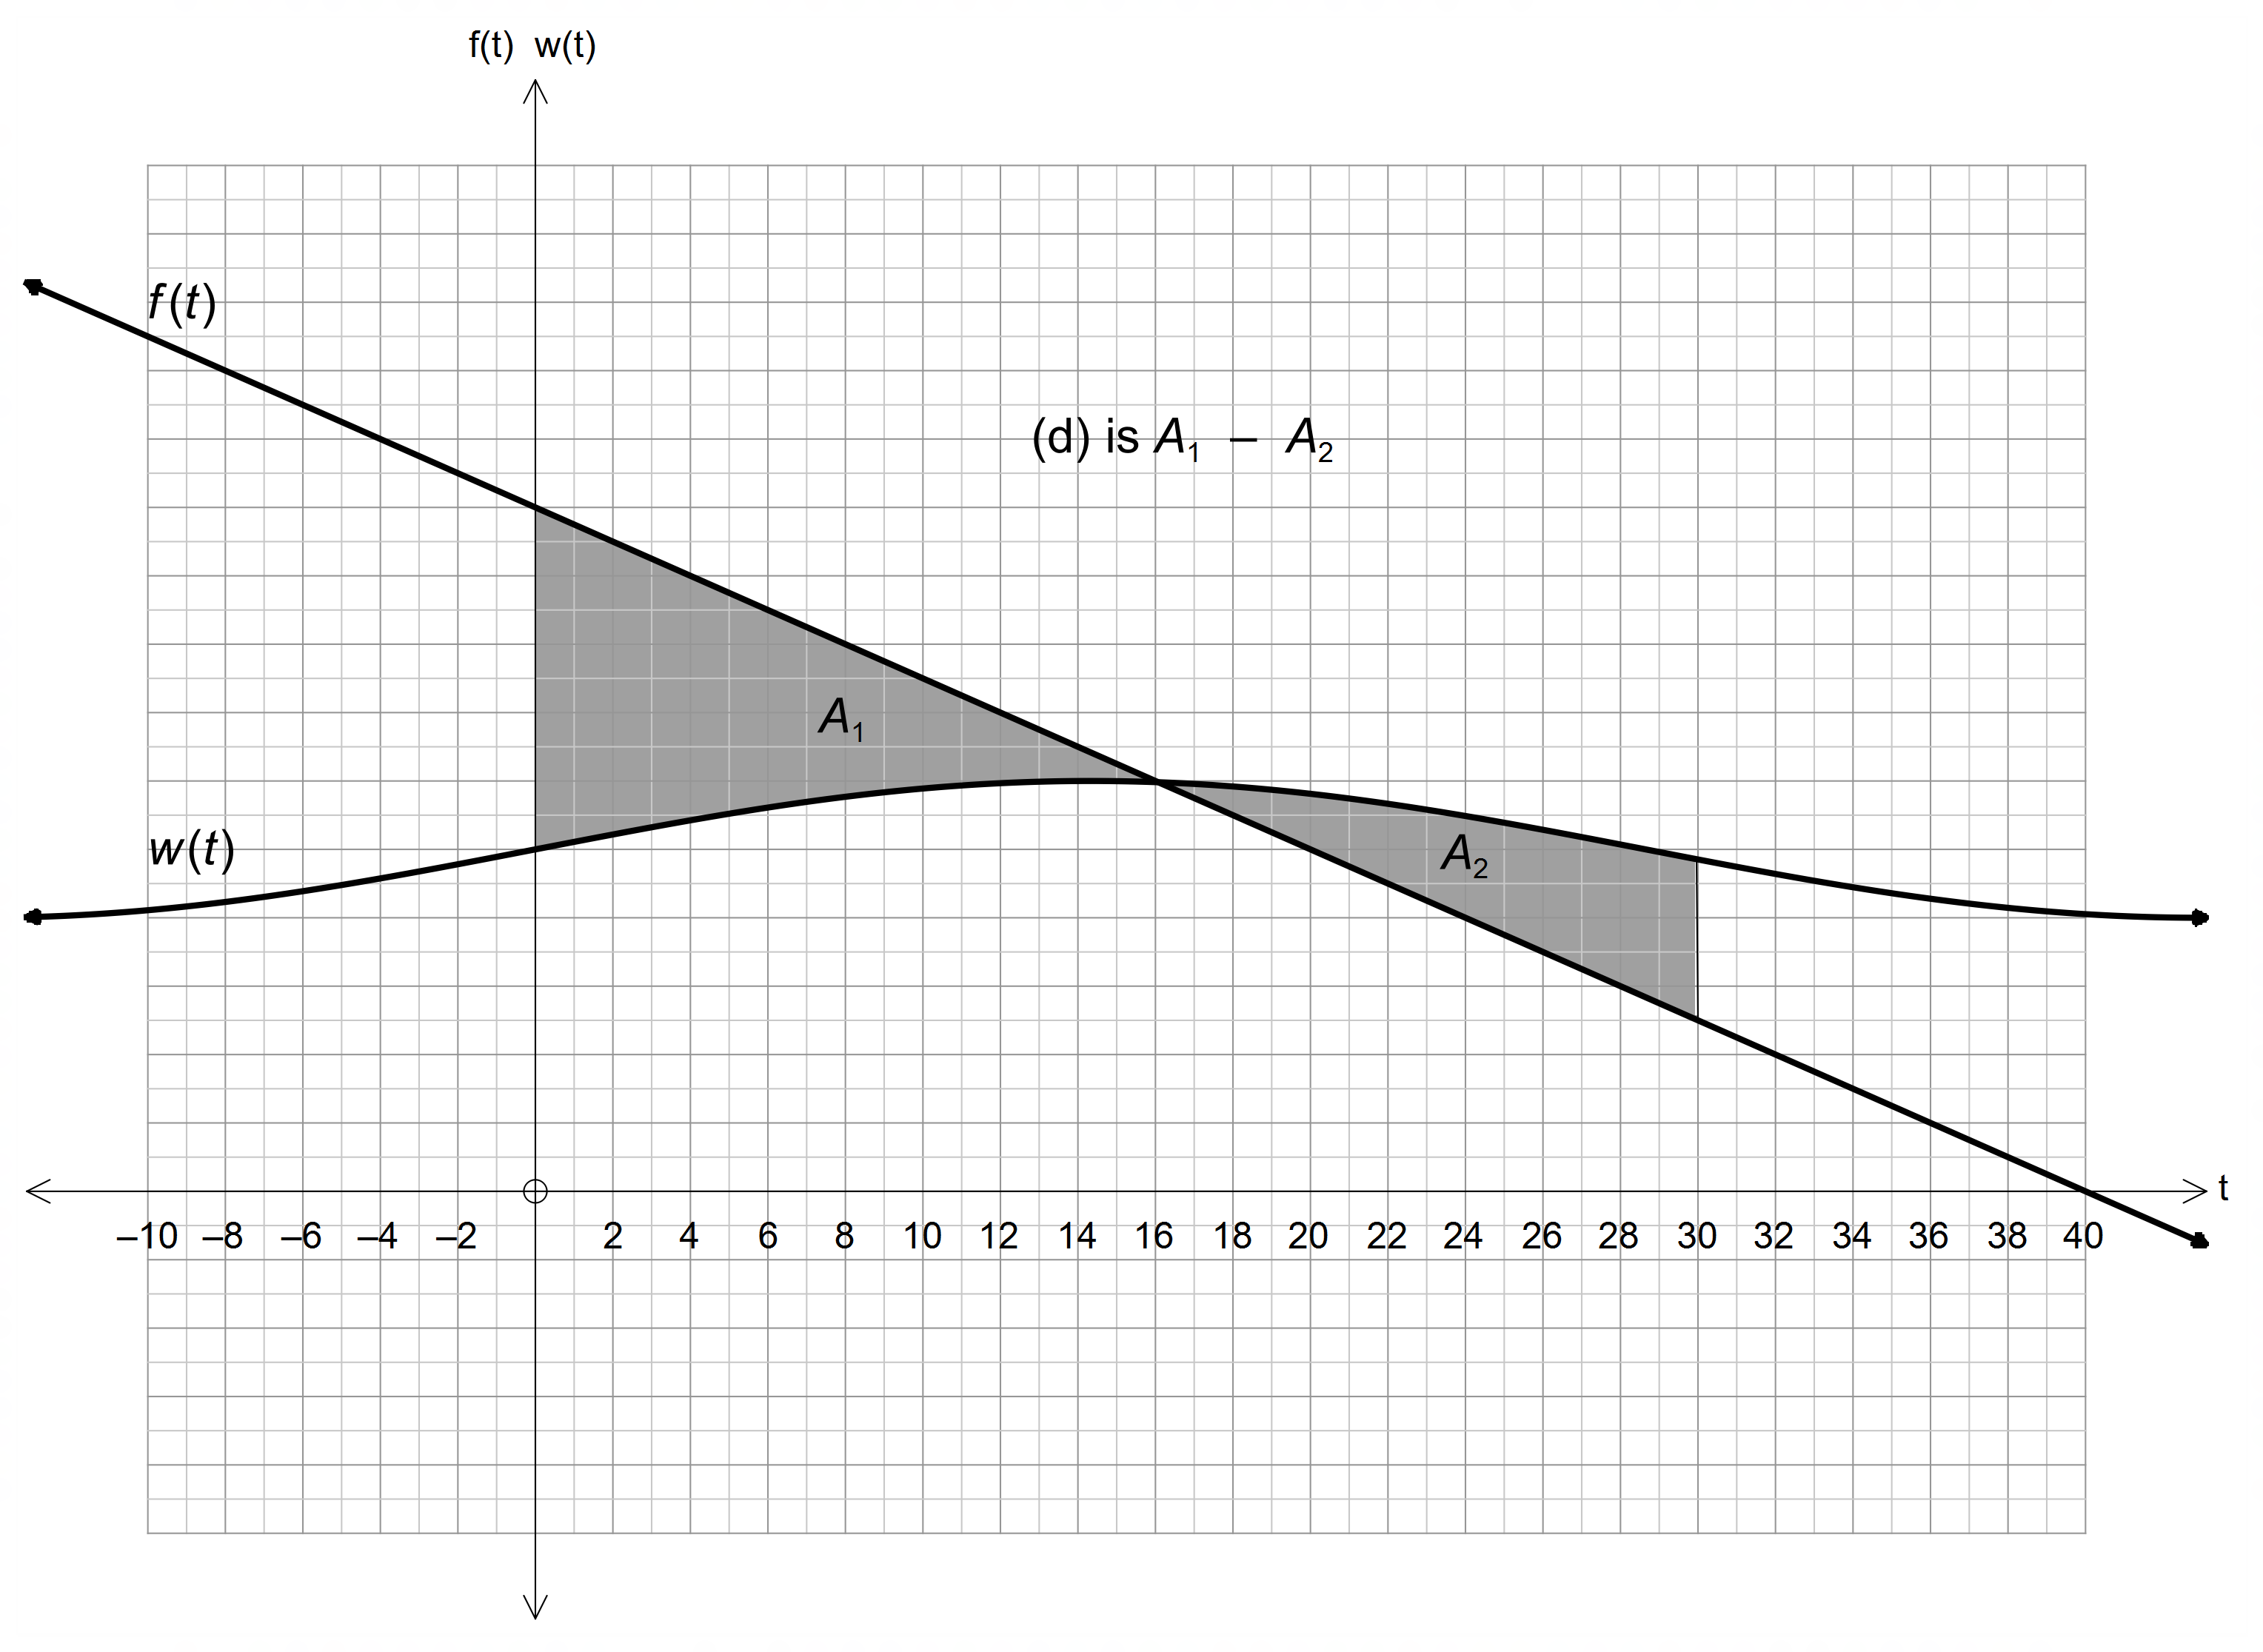 f(t) w(t)
f(t)
(d) is A₁ – A₂
A₁
w(t)
A₂
t
–10 –8 –6 –4 –2 2 4 6 8 10 12 14 16 18 20 22 24 26 28 30 32 34 36 38 40